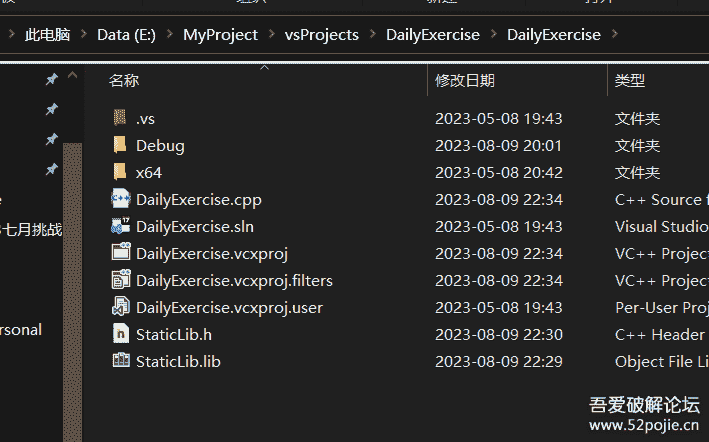 此电脑 > Data (E:) > MyProject > vsProjects > DailyExercise > DailyExercise >
名称 修改日期 类型
.vs 2023-05-08 19:43 文件夹
Debug 2023-08-09 20:01 文件夹
x64 2023-05-08 20:42 文件夹
DailyExercise.cpp 2023-08-09 22:34 C++ Source f
DailyExercise.sln 2023-05-08 19:43 Visual Studio
七月挑战
DailyExercise.vcxproj 2023-08-09 22:34 VC++ Project
DailyExercise.vcxproj.filters 2023-08-09 22:34 VC++ Project
DailyExercise.vcxproj.user 2023-05-08 19:43 Per-User Proj
rsonal
StaticLib.h 2023-08-09 22:30 C++ Header
StaticLib.lib 2023-08-09 22:29 Object File Li
吾爱破解论坛
www.52pojie.cn